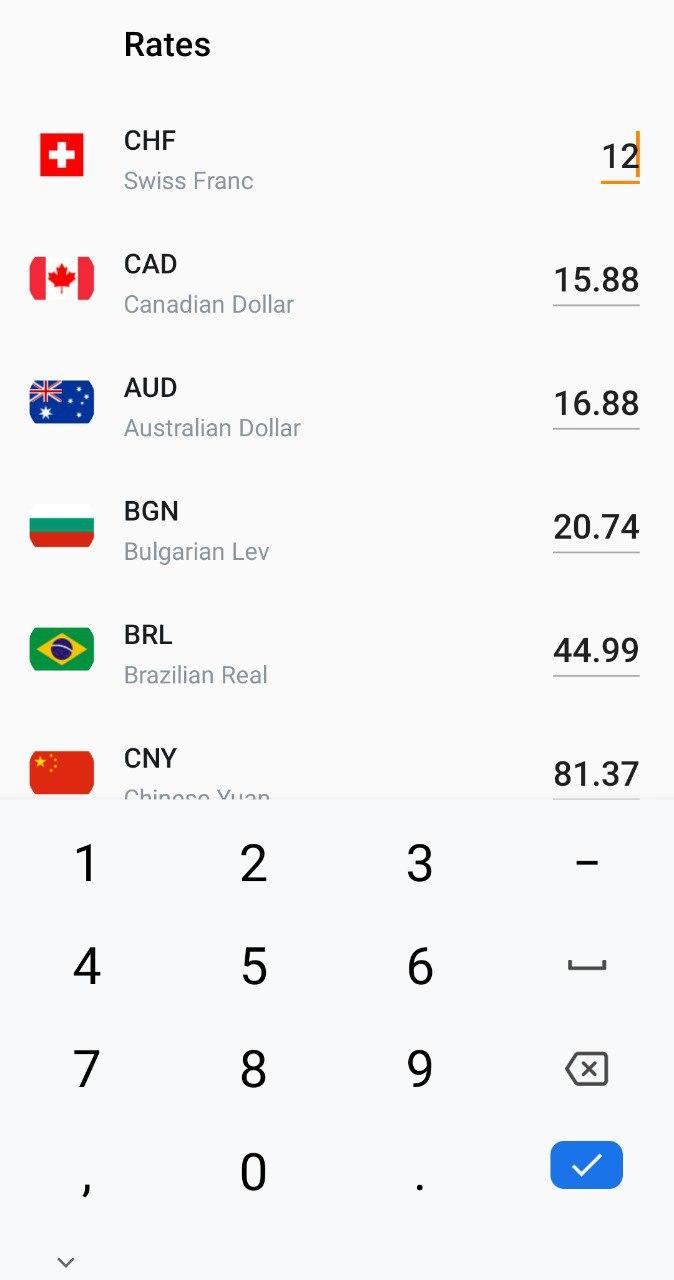 Rates
CHF
Swiss Franc
12
CAD
Canadian Dollar
15.88
AUD
Australian Dollar
16.88
BGN
Bulgarian Lev
20.74
BRL
Brazilian Real
44.99
CNY
Chinese Yuan
81.37
1 2 3 −
4 5 6
7 8 9
, 0 .